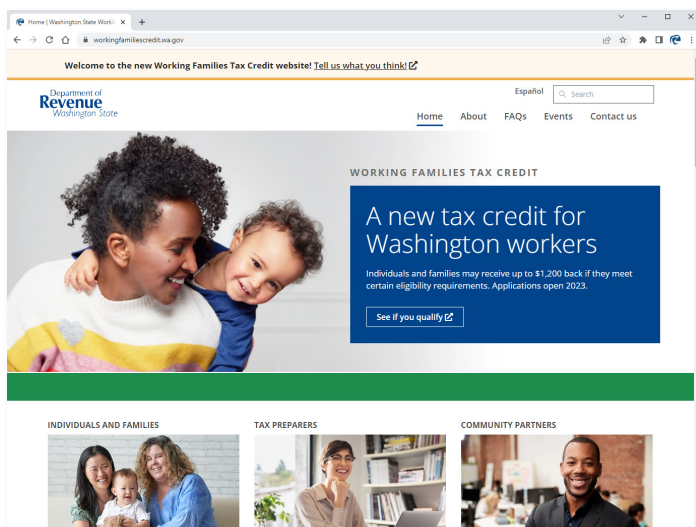 Home | Washington State Worki
workingfamiliescredit.wa.gov
Welcome to the new Working Families Tax Credit website! Tell us what you think!
Department of
Revenue
Washington State
Español
Search
Home About FAQs Events Contact us
WORKING FAMILIES TAX CREDIT
A new tax credit for
Washington workers
Individuals and families may receive up to $1,200 back if they meet
certain eligibility requirements. Applications open 2023.
See if you qualify
INDIVIDUALS AND FAMILIES TAX PREPARERS COMMUNITY PARTNERS